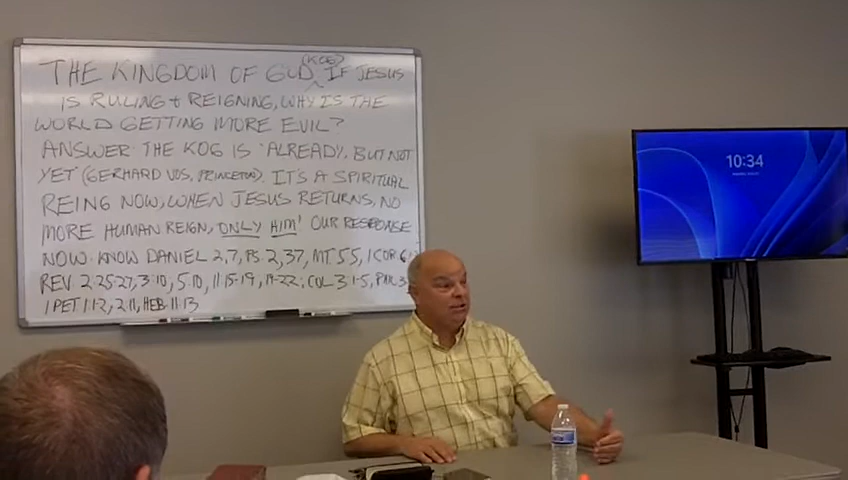 (KOG)
THE KINGDOM OF GOD ^ IF JESUS
IS RULING + REIGNING, WHY IS THE
WORLD GETTING MORE EVIL?
ANSWER: THE KOG IS "ALREADY, BUT NOT
YET" (GERHARD VOS, PRINCETON). IT'S A SPIRITUAL
REING NOW, WHEN JESUS RETURNS, NO
MORE HUMAN REIGN, ONLY HIM! OUR RESPONSE
NOW: KNOW DANIEL 2,7, PS. 2, 37, MT 5:5, 1 COR 6
REV. 2:25-27, 3:10, 5:10, 11:15-19, 19-22; COL 3:1-5, PHIL 3
1 PET 1:1-2, 2:11, HEB 11:13
10:34